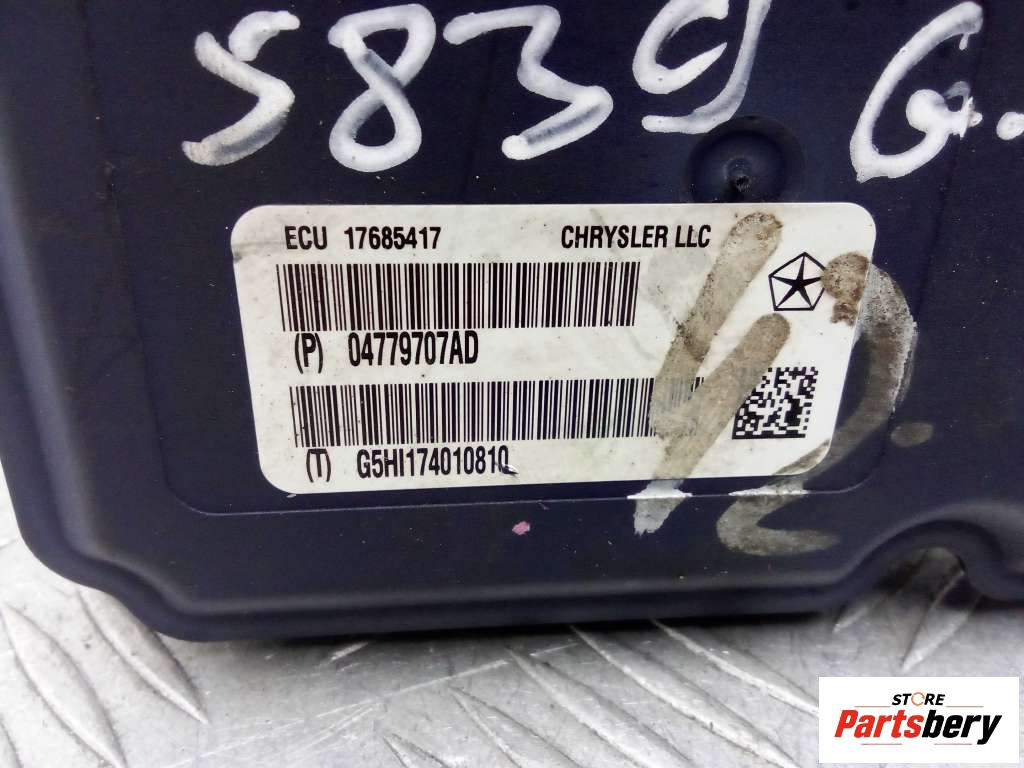 5839 G.
ECU 17685417 CHRYSLER LLC
(P) 04779707AD
(T) G5HI174010810
STORE
Partsbery